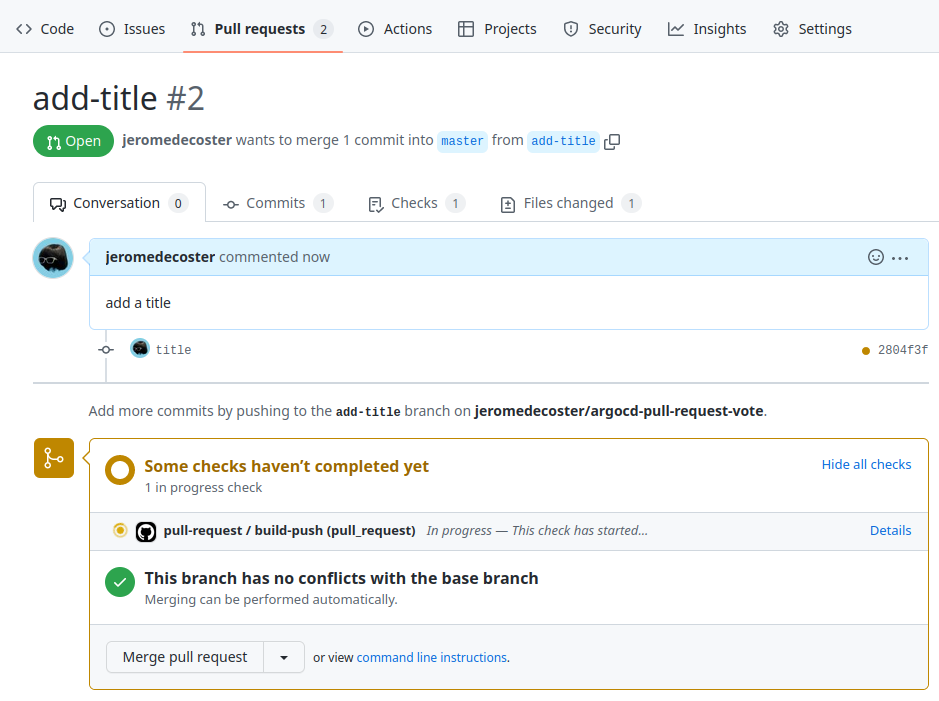 Code Issues Pull requests 2 Actions Projects Security Insights Settings
add-title #2
Open jeromedecoster wants to merge 1 commit into master from add-title
Conversation 0 Commits 1 Checks 1 Files changed 1
jeromedecoster commented now
add a title
title 2804f3f
Add more commits by pushing to the add-title branch on jeromedecoster/argocd-pull-request-vote.
Some checks haven’t completed yet Hide all checks
1 in progress check
pull-request / build-push (pull_request) In progress — This check has started... Details
This branch has no conflicts with the base branch
Merging can be performed automatically.
Merge pull request or view command line instructions.